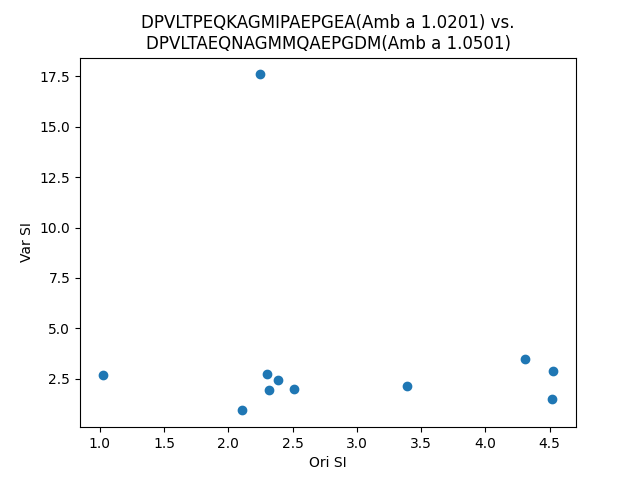 DPVLTPEQKAGMIPAEPGEA(Amb a 1.0201) vs.
DPVLTAEQNAGMMQAEPGDM(Amb a 1.0501)
17.5
15.0
12.5
10.0
7.5
5.0
2.5
Var SI
1.0 1.5 2.0 2.5 3.0 3.5 4.0 4.5
Ori SI